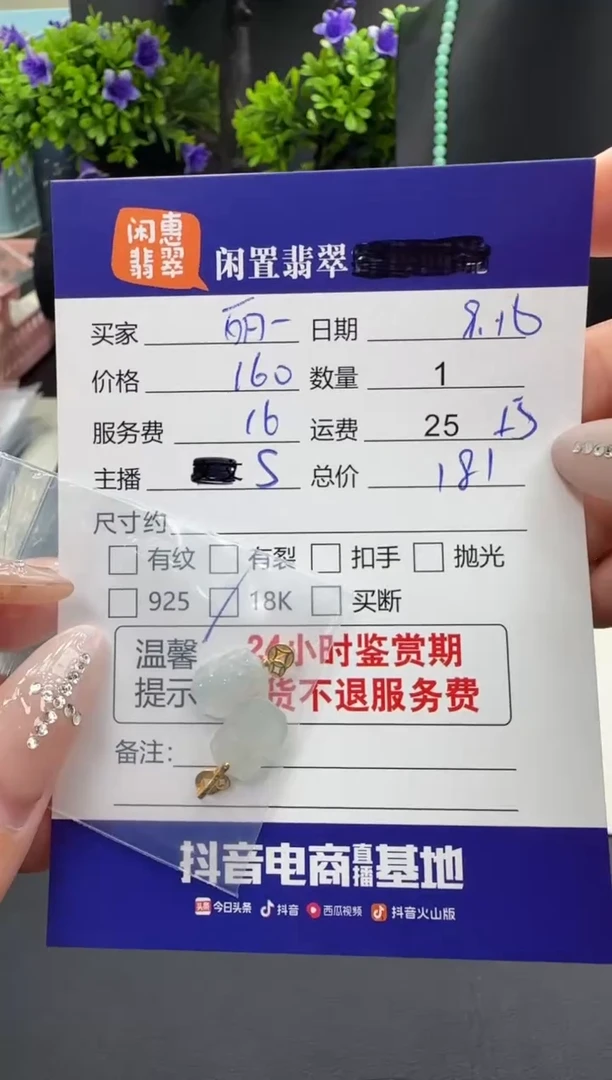 闲惠
翡翠
闲置翡翠
买家 丽一 日期 8.16
价格 160 数量 1
服务费 16 运费 25 15
主播 S 总价 181
尺寸约
有纹 有裂 扣手 抛光
925 18K 买断
温馨 24小时鉴赏期
提示 货不退服务费
备注:
抖音电商直播基地
头条 今日头条 抖音 西瓜视频 抖音火山版